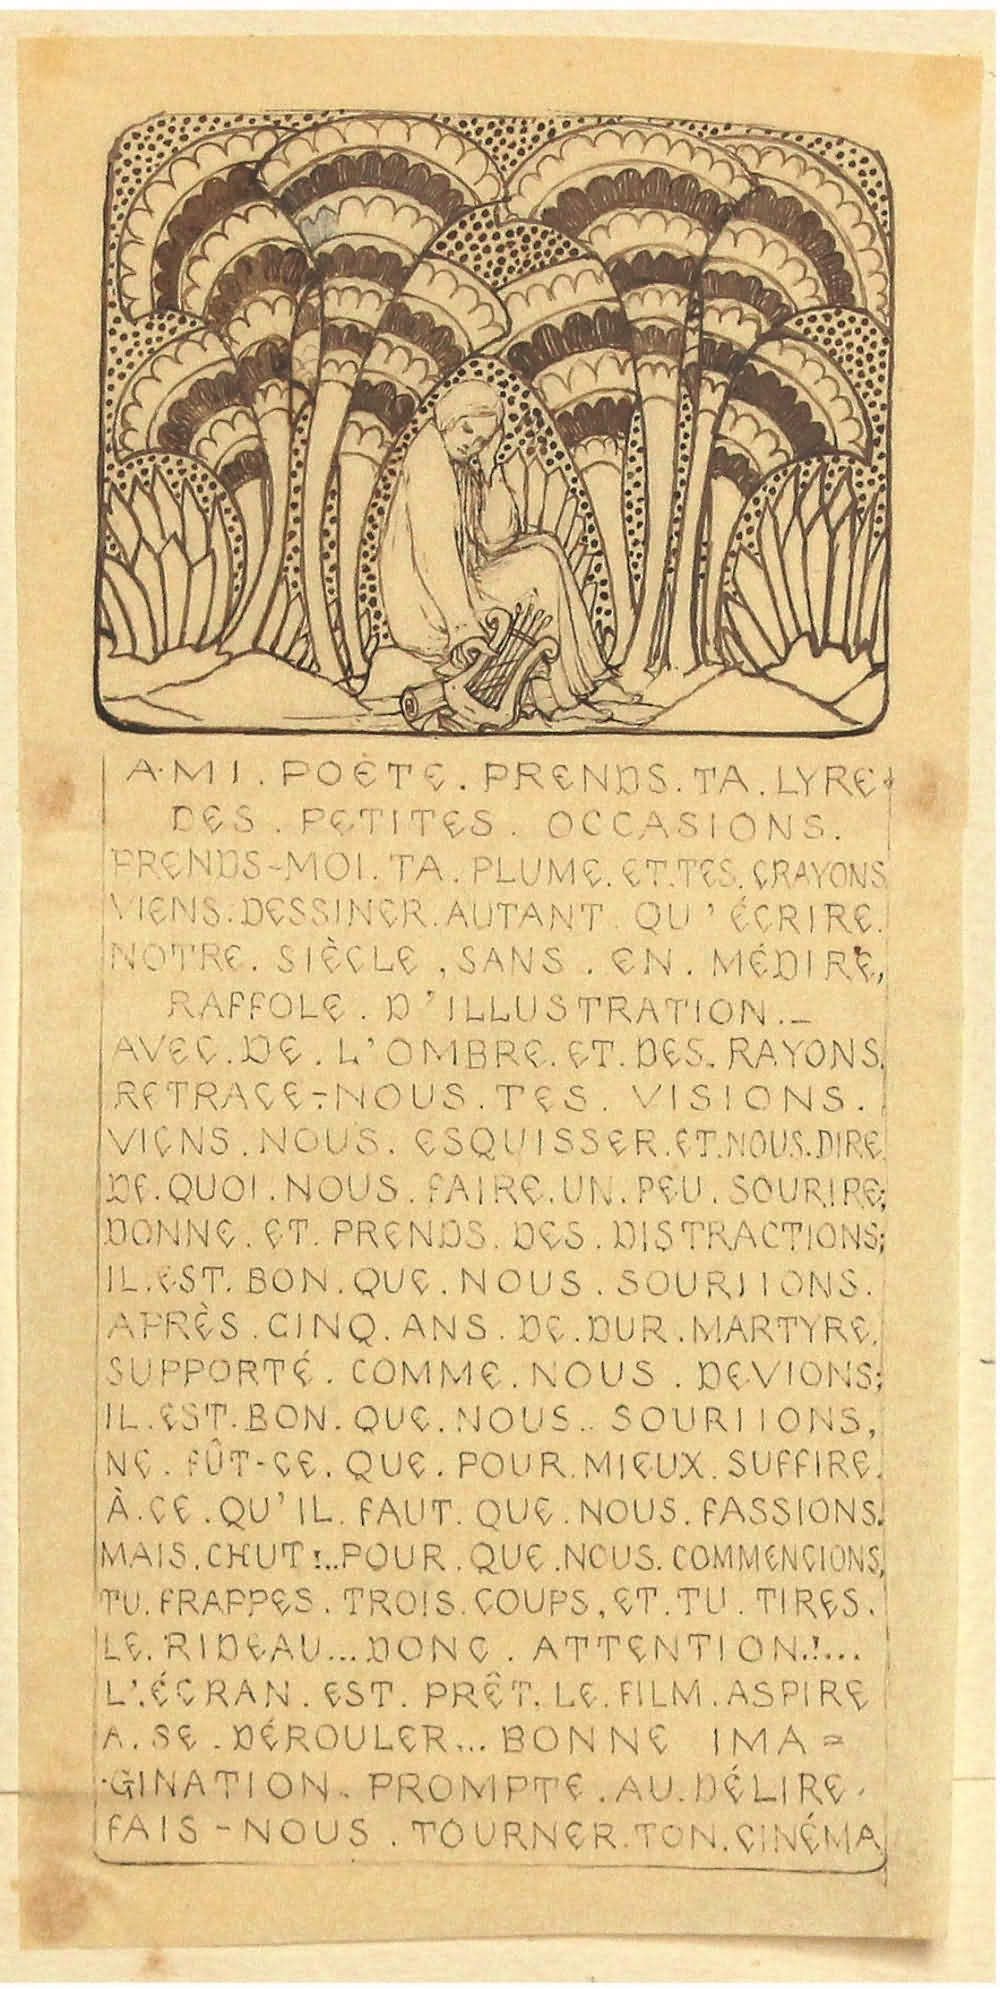 AMI. POÈTE. PRENDS. TA. LYRE.
DES. PETITES. OCCASIONS.
PRENDS-MOI. TA. PLUME. ET. TES. CRAYONS
VIENS. DESSINER. AUTANT QU'ÉCRIRE.
NOTRE. SIÈCLE, SANS. EN. MÉDIRE,
RAFFOLE. D'ILLUSTRATION._
AVEC. DE. L'OMBRE. ET. DES. RAYONS.
RETRACE-NOUS. TES. VISIONS.
VIENS. NOUS. ESQUISSER. ET. NOUS. DIRE
DE. QUOI. NOUS. FAIRE. UN. PEU. SOURIRE;
DONNE. ET. PRENDS. DES. DISTRACTIONS;
IL. EST. BON. QUE. NOUS. SOURIIONS.
APRÈS. CINQ. ANS. DE. DUR. MARTYRE.
SUPPORTÉ. COMME. NOUS. DEVIONS;
IL. EST. BON. QUE. NOUS.. SOURIIONS,
NE. FÛT-CE. QUE. POUR. MIEUX. SUFFIRE.
À. CE. QU'IL. FAUT. QUE. NOUS. FASSIONS.
MAIS. CHUT!..POUR. QUE. NOUS. COMMENCIONS,
TU. FRAPPES. TROIS. COUPS, ET. TU. TIRES.
LE. RIDEAU...DONC. ATTENTION.!...
L'ÉCRAN. EST. PRÊT. LE. FILM. ASPIRE
A. SE. DÉROULER... BONNE IMA=
GINATION. PROMPTE. AU. DÉLIRE.
FAIS-NOUS. TOURNER. TON. CINÉMA